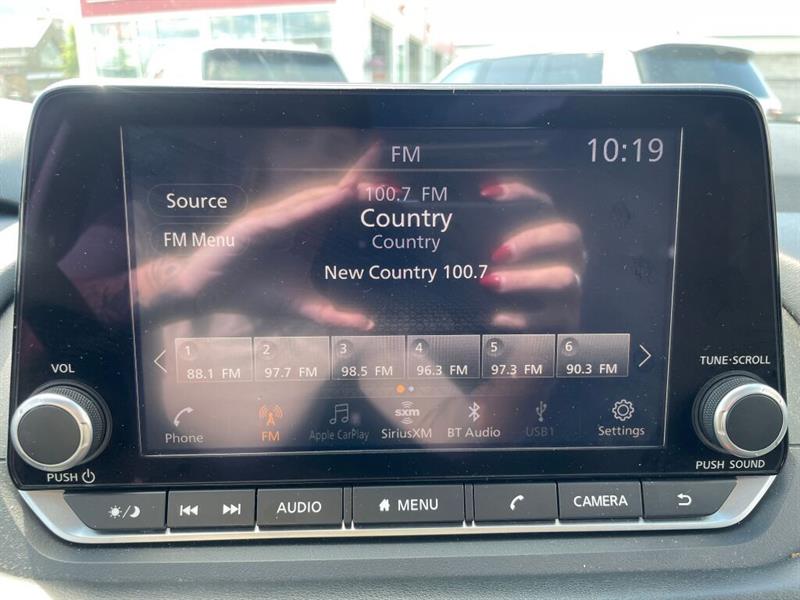 FM
10:19
Source
FM Menu
100.7 FM
Country
Country
New Country 100.7
1 2 3 4 5 6
88.1 FM 97.7 FM 98.5 FM 96.3 FM 97.3 FM 90.3 FM
sxm
Phone FM Apple CarPlay SiriusXM BT Audio USB1 Settings
VOL
PUSH
TUNE·SCROLL
PUSH SOUND
AUDIO MENU CAMERA